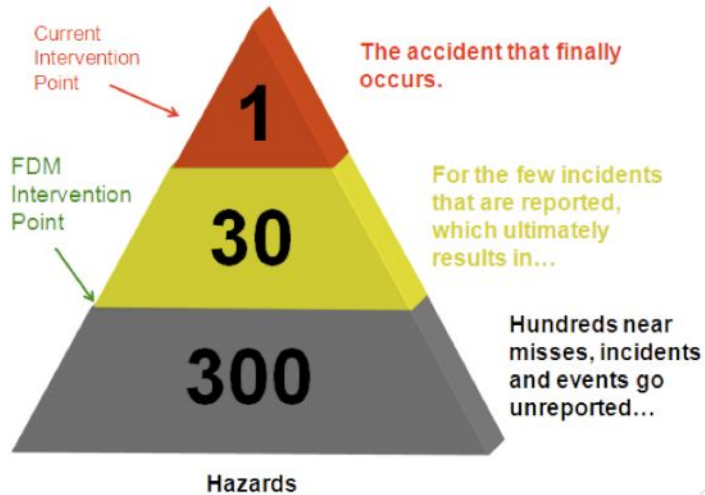 Current
Intervention
Point
The accident that finally
occurs.
1
FDM
Intervention
Point
For the few incidents
that are reported,
which ultimately
results in...
30
Hundreds near
misses, incidents
and events go
unreported...
300
Hazards